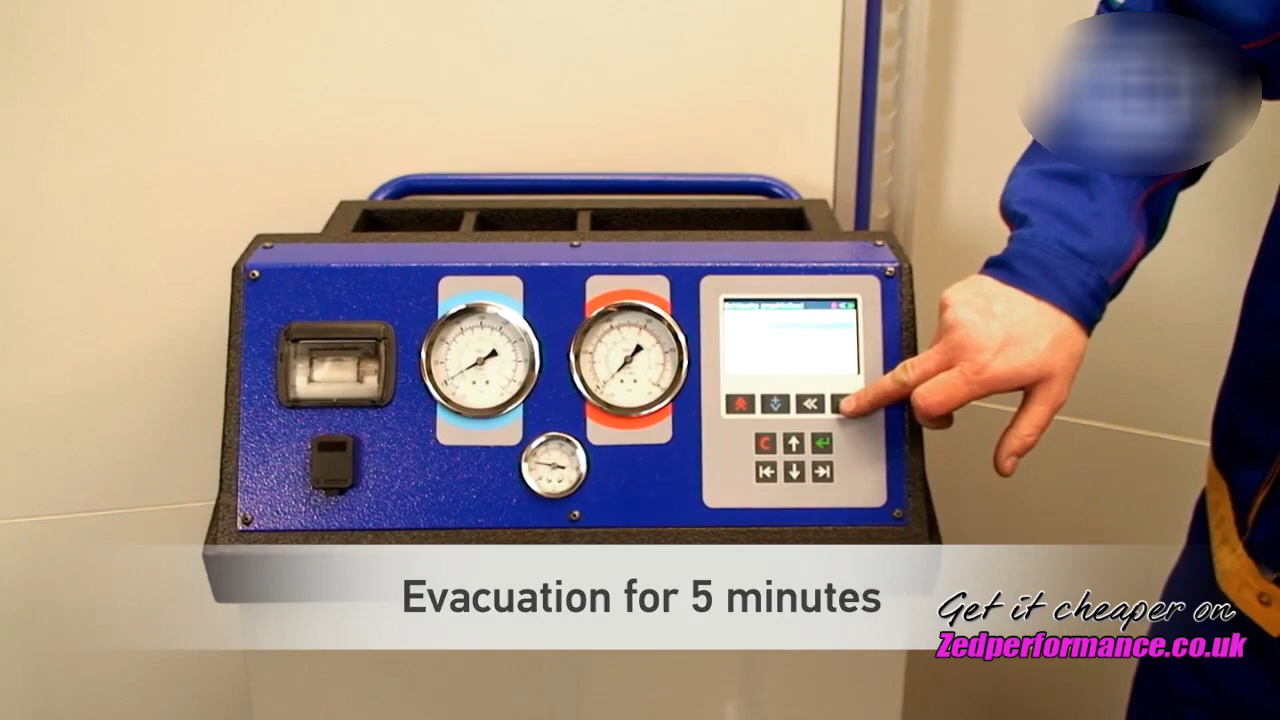 C
Evacuation for 5 minutes
Get it cheaper on
Zedperformance.co.uk